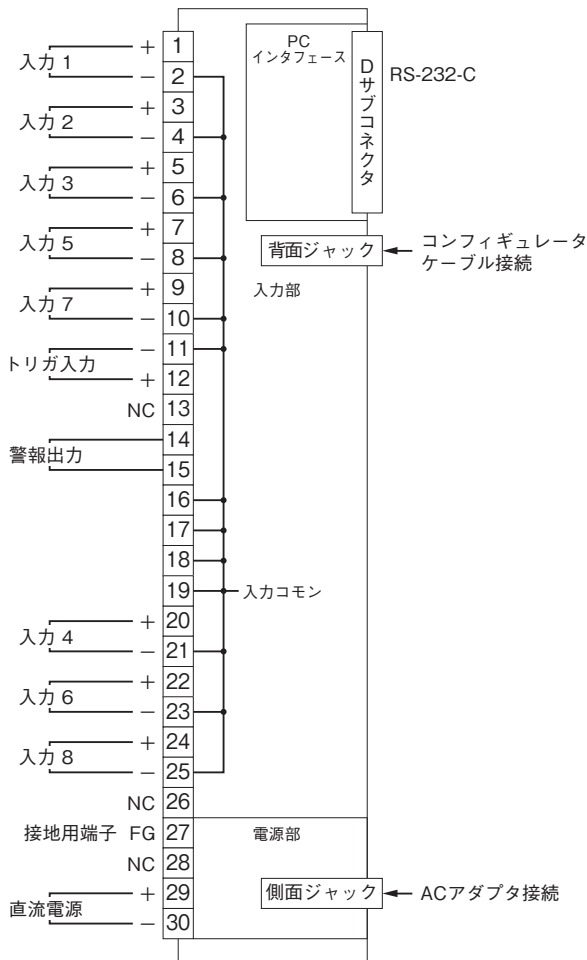 入力 1
+ 1
− 2
入力 2
+ 3
− 4
入力 3
+ 5
− 6
入力 5
+ 7
− 8
入力 7
+ 9
− 10
トリガ入力
− 11
+ 12
NC 13
警報出力
14
15
16
17
18
19
入力コモン
入力 4
+ 20
− 21
入力 6
+ 22
− 23
入力 8
+ 24
− 25
NC 26
接地用端子 FG 27
NC 28
直流電源
+ 29
− 30
PC
インタフェース
Dサブコネクタ
RS-232-C
背面ジャック
コンフィギュレータ
ケーブル接続
入力部
電源部
側面ジャック
ACアダプタ接続